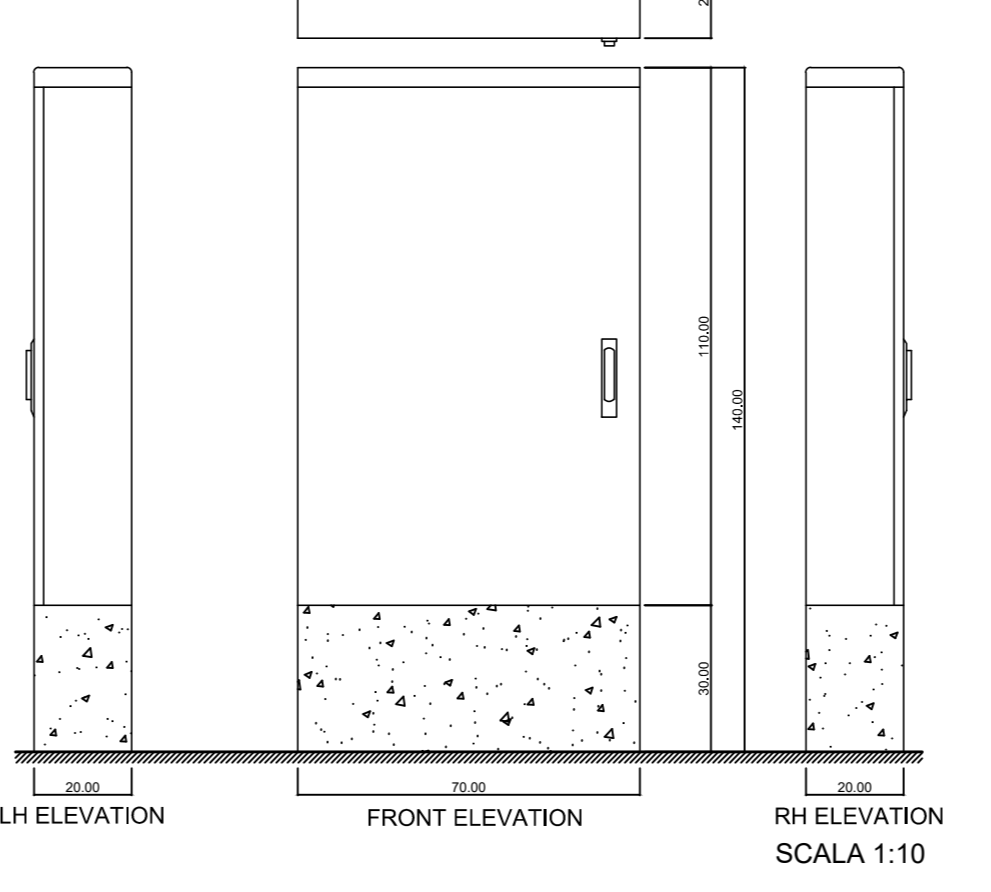 110.00
140.00
30.00
20.00
70.00
20.00
LH ELEVATION
FRONT ELEVATION
RH ELEVATION
SCALA 1:10